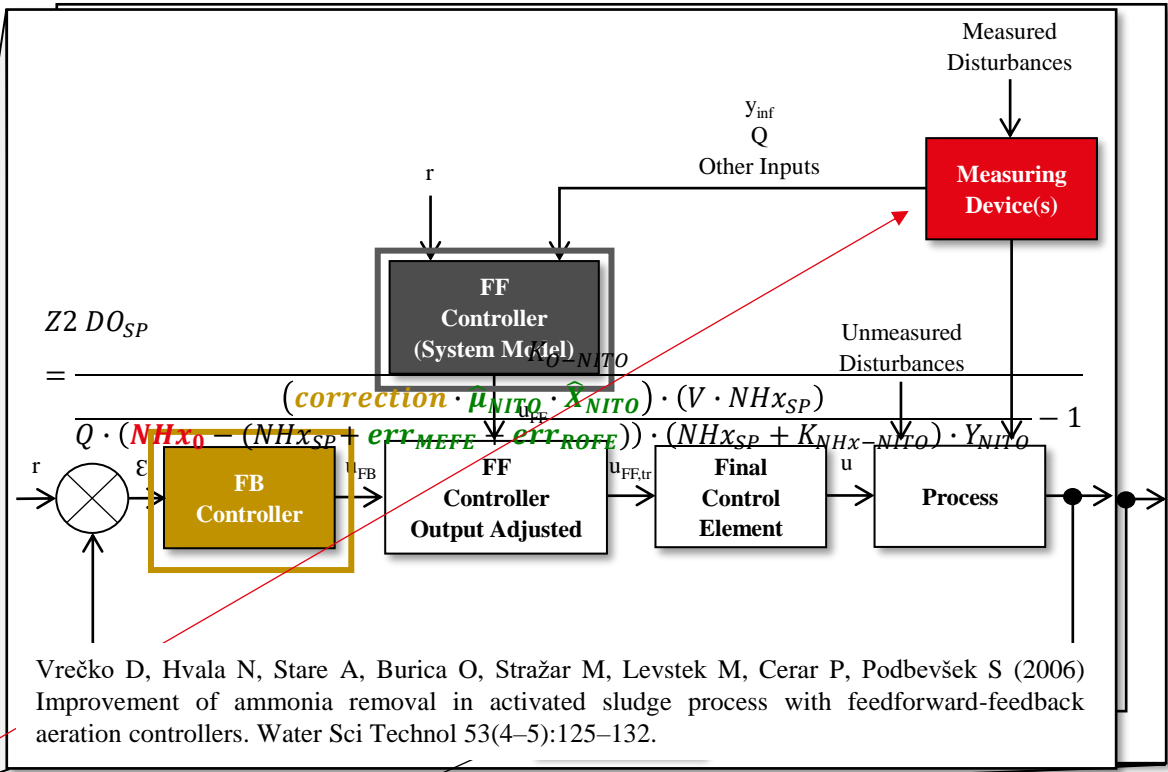 Measured
Disturbances
y_inf
Q
Other Inputs
r
Measuring
Device(s)
FF
Controller
(System Model)
Z2 DO_SP
Unmeasured
Disturbances
K_O−NITO
= (correction · μ̂_NITO · X̂_NITO) · (V · NHx_SP)
u_FF
Q · (NHx_0 − (NHx_SP + err_MEFE + err_ROFE)) · (NHx_SP + K_NHx−NITO) · Y_NITO − 1
r
ε
FB
Controller
u_FB
FF
Controller
Output Adjusted
u_FF,tr
Final
Control
Element
u
Process
Vrečko D, Hvala N, Stare A, Burica O, Stražar M, Levstek M, Cerar P, Podbevšek S (2006)
Improvement of ammonia removal in activated sludge process with feedforward-feedback
aeration controllers. Water Sci Technol 53(4–5):125–132.